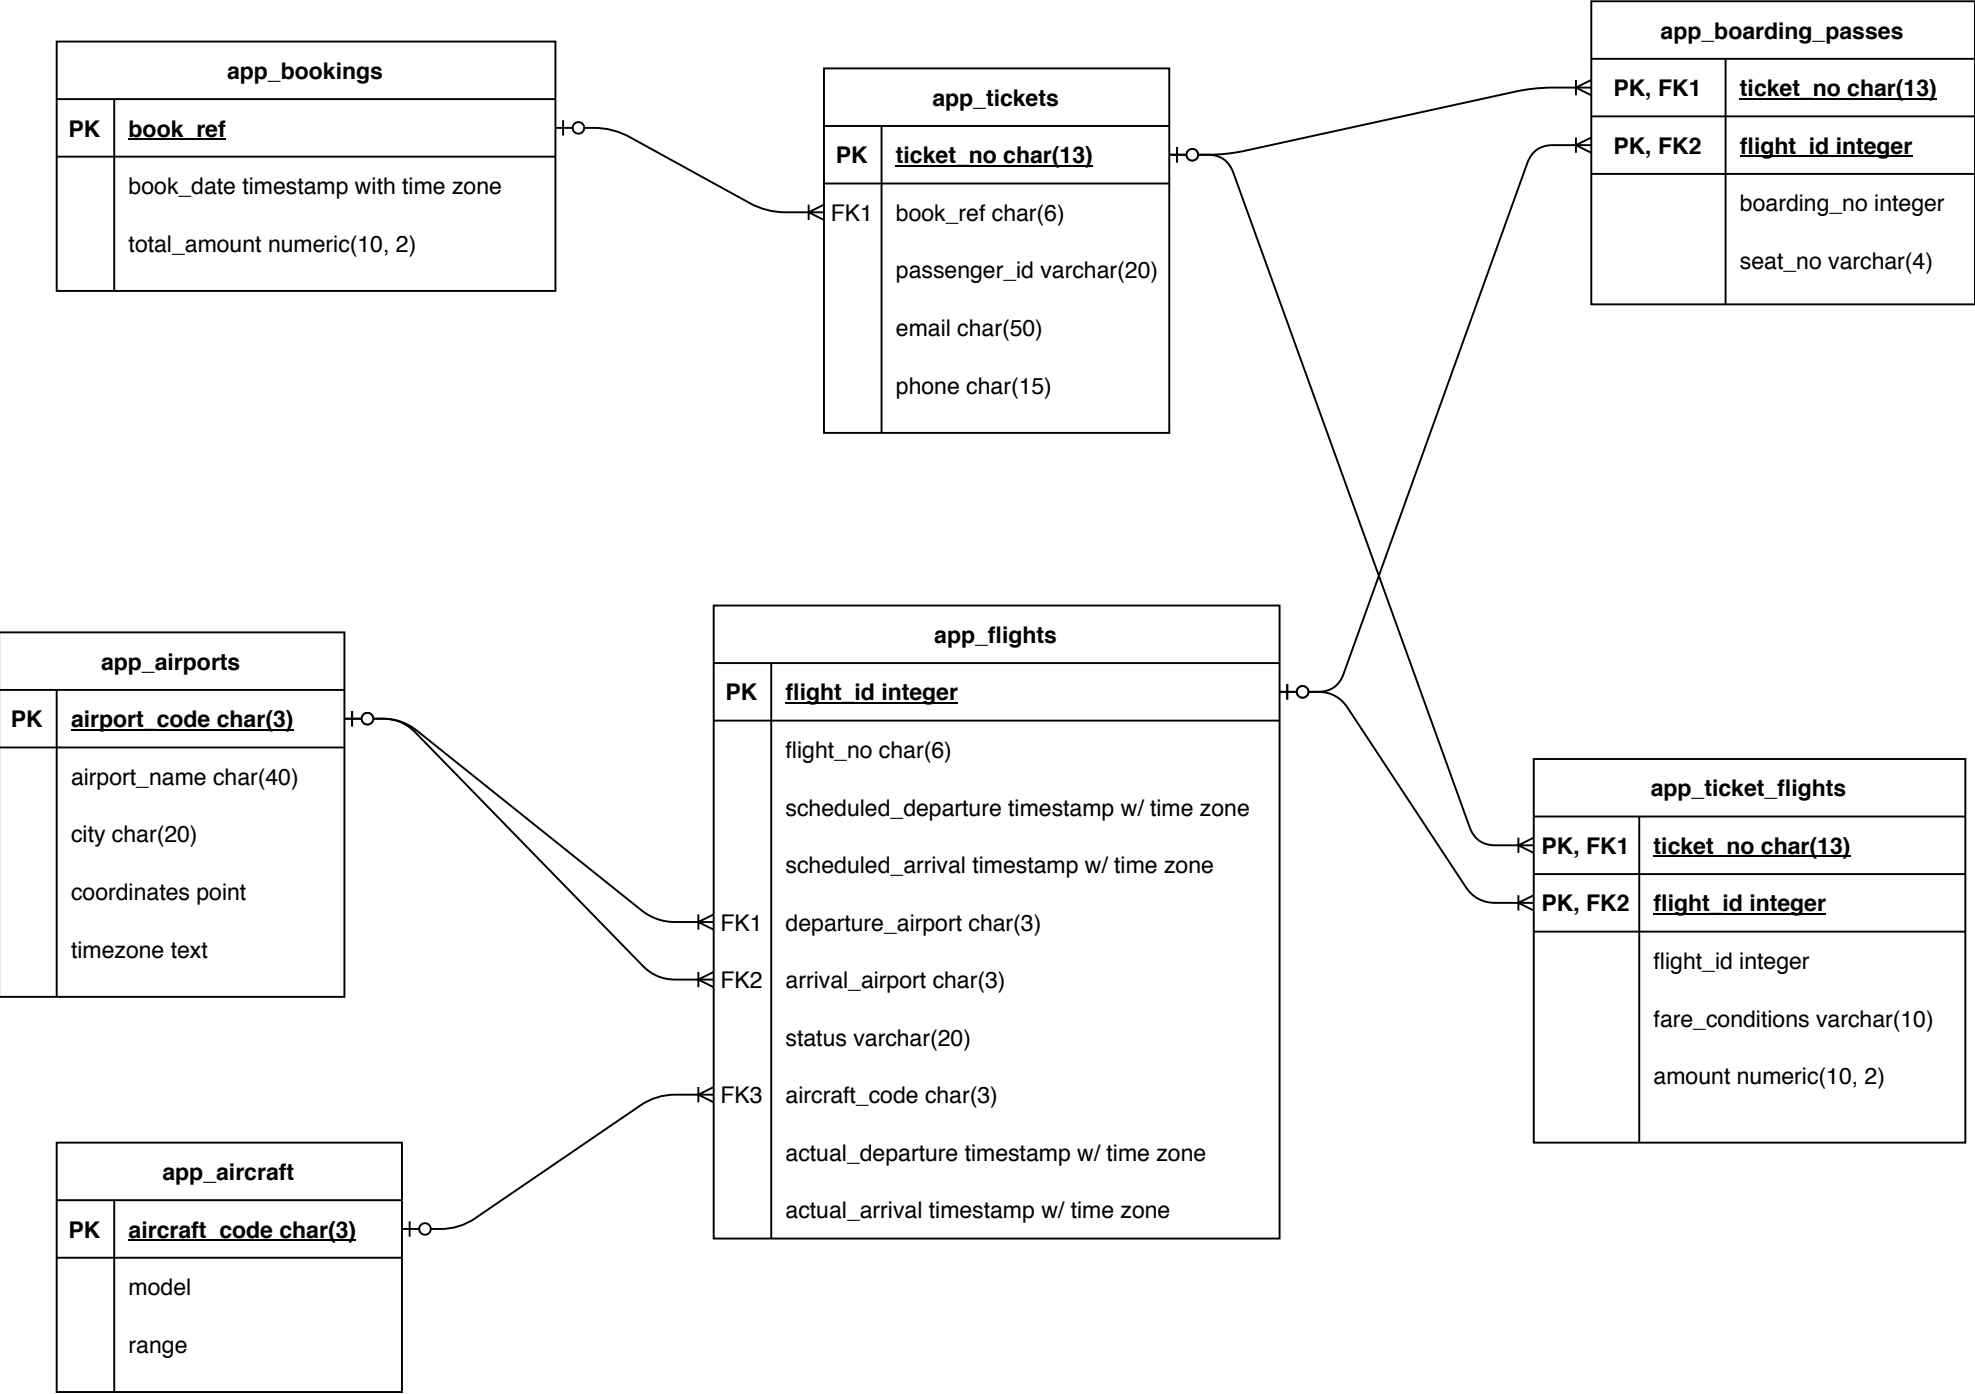 app_bookings
PK book_ref
book_date timestamp with time zone
total_amount numeric(10, 2)
app_tickets
PK ticket_no char(13)
FK1 book_ref char(6)
passenger_id varchar(20)
email char(50)
phone char(15)
app_boarding_passes
PK, FK1 ticket_no char(13)
PK, FK2 flight_id integer
boarding_no integer
seat_no varchar(4)
app_airports
PK airport_code char(3)
airport_name char(40)
city char(20)
coordinates point
timezone text
app_flights
PK flight_id integer
flight_no char(6)
scheduled_departure timestamp w/ time zone
scheduled_arrival timestamp w/ time zone
FK1 departure_airport char(3)
FK2 arrival_airport char(3)
status varchar(20)
FK3 aircraft_code char(3)
actual_departure timestamp w/ time zone
actual_arrival timestamp w/ time zone
app_ticket_flights
PK, FK1 ticket_no char(13)
PK, FK2 flight_id integer
flight_id integer
fare_conditions varchar(10)
amount numeric(10, 2)
app_aircraft
PK aircraft_code char(3)
model
range